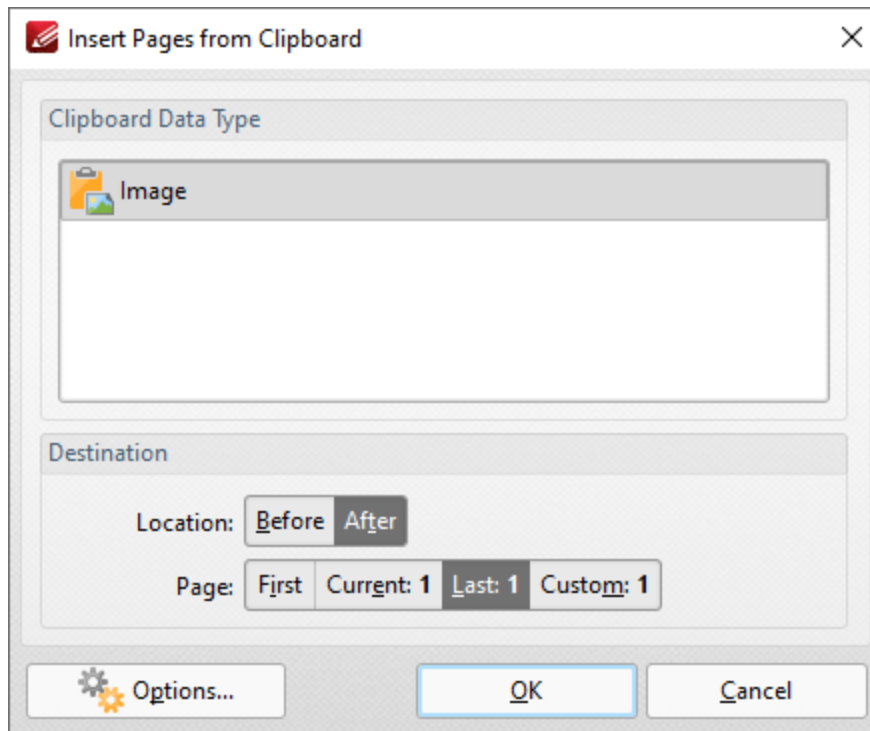 Insert Pages from Clipboard
Clipboard Data Type
Image
Destination
Location: Before After
Page: First Current: 1 Last: 1 Custom: 1
Options... OK Cancel